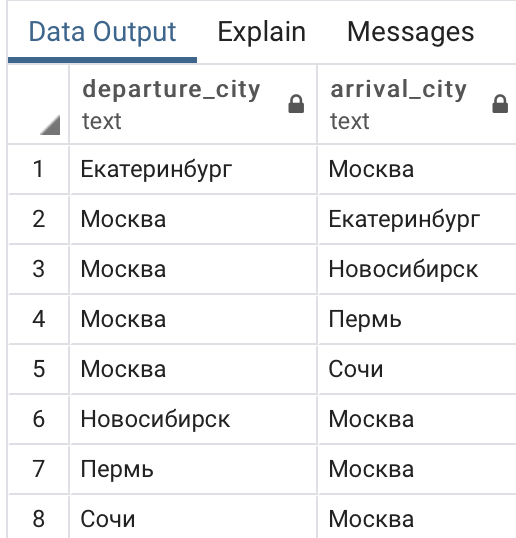 Data Output Explain Messages
departure_city arrival_city
text text
1 Екатеринбург Москва
2 Москва Екатеринбург
3 Москва Новосибирск
4 Москва Пермь
5 Москва Сочи
6 Новосибирск Москва
7 Пермь Москва
8 Сочи Москва